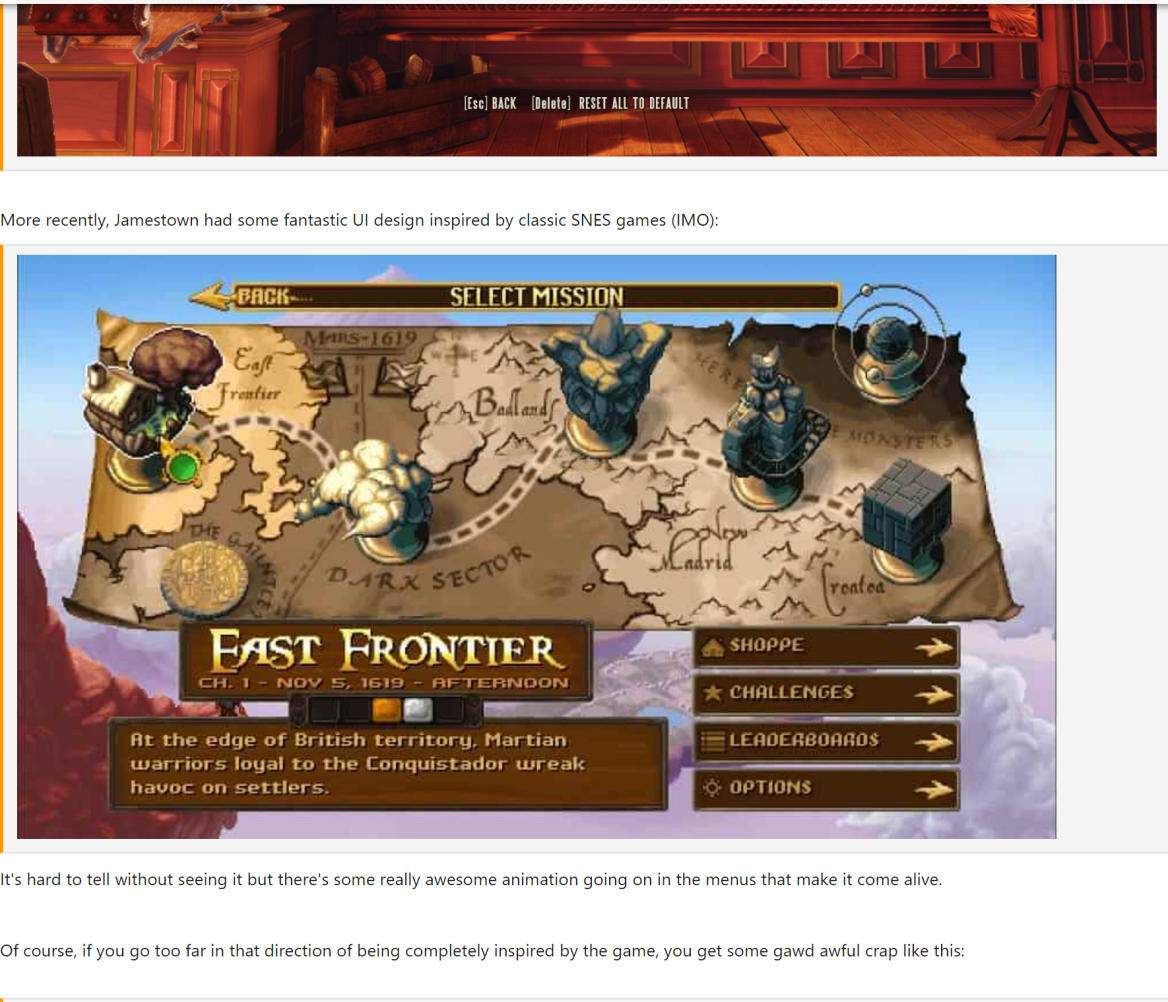 [Esc] BACK [Delete] RESET ALL TO DEFAULT
More recently, Jamestown had some fantastic UI design inspired by classic SNES games (IMO):
BACK
SELECT MISSION
MARS-1619
East
Frontier
W E
Badlands
HERE
BE MONSTERS
THE GAUNTLET
DARK SECTOR
New
Madrid
Croatoa
EAST FRONTIER
CH. 1 - NOV 5, 1619 - AFTERNOON
At the edge of British territory, Martian
warriors loyal to the Conquistador wreak
havoc on settlers.
SHOPPE
CHALLENGES
LEADERBOARDS
OPTIONS
It's hard to tell without seeing it but there's some really awesome animation going on in the menus that make it come alive.
Of course, if you go too far in that direction of being completely inspired by the game, you get some gawd awful crap like this: